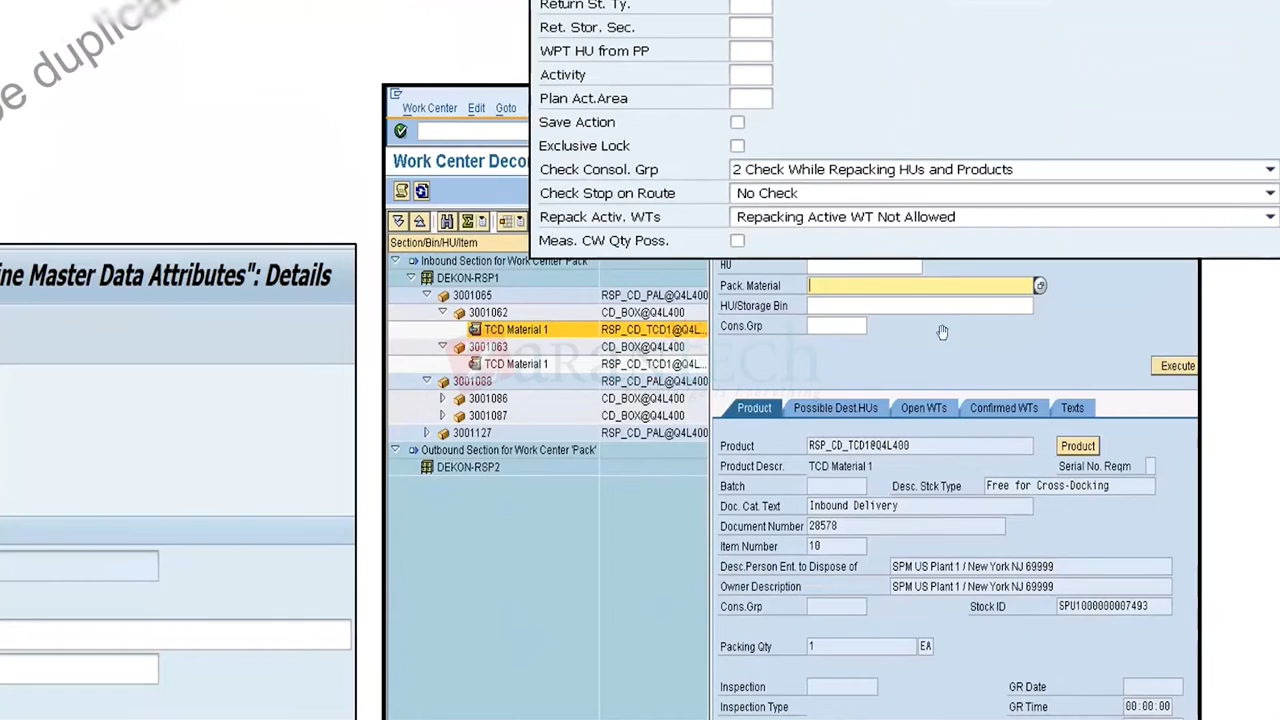 be duplica
Return St. Ty.
Ret. Stor. Sec.
WPT HU from PP
Activity
Plan Act.Area
Save Action
Exclusive Lock
Check Consol. Grp 2 Check While Repacking HUs and Products
Check Stop on Route No Check
Repack Activ. WTs Repacking Active WT Not Allowed
Meas. CW Qty Poss.
Work Center Edit Goto
Work Center Deco
Section/Bin/HU/Item
Inbound Section for Work Center 'Pack'
DEKON-RSP1
3001065 RSP_CD_PAL@Q4L400
3001062 CD_BOX@Q4L400
TCD Material 1 RSP_CD_TCD1@Q4L...
3001063 CD_BOX@Q4L400
TCD Material 1 RSP_CD_TCD1@Q4L...
3001088 RSP_CD_PAL@Q4L400
3001086 CD_BOX@Q4L400
3001087 CD_BOX@Q4L400
3001127 RSP_CD_PAL@Q4L400
Outbound Section for Work Center 'Pack'
DEKON-RSP2
HU
Pack. Material
HU/Storage Bin
Cons.Grp
Execute
Product Possible Dest.HUs Open WTs Confirmed WTs Texts
Product RSP_CD_TCD1@Q4L400 Product
Product Descr. TCD Material 1 Serial No. Reqm
Batch Desc. Stck Type Free for Cross-Docking
Doc. Cat. Text Inbound Delivery
Document Number 28578
Item Number 10
Desc.Person Ent. to Dispose of SPM US Plant 1 / New York NJ 69999
Owner Description SPM US Plant 1 / New York NJ 69999
Cons.Grp Stock ID SPU1000000007493
Packing Qty 1 EA
Inspection GR Date
Inspection Type GR Time 00:00:00
ine Master Data Attributes": Details